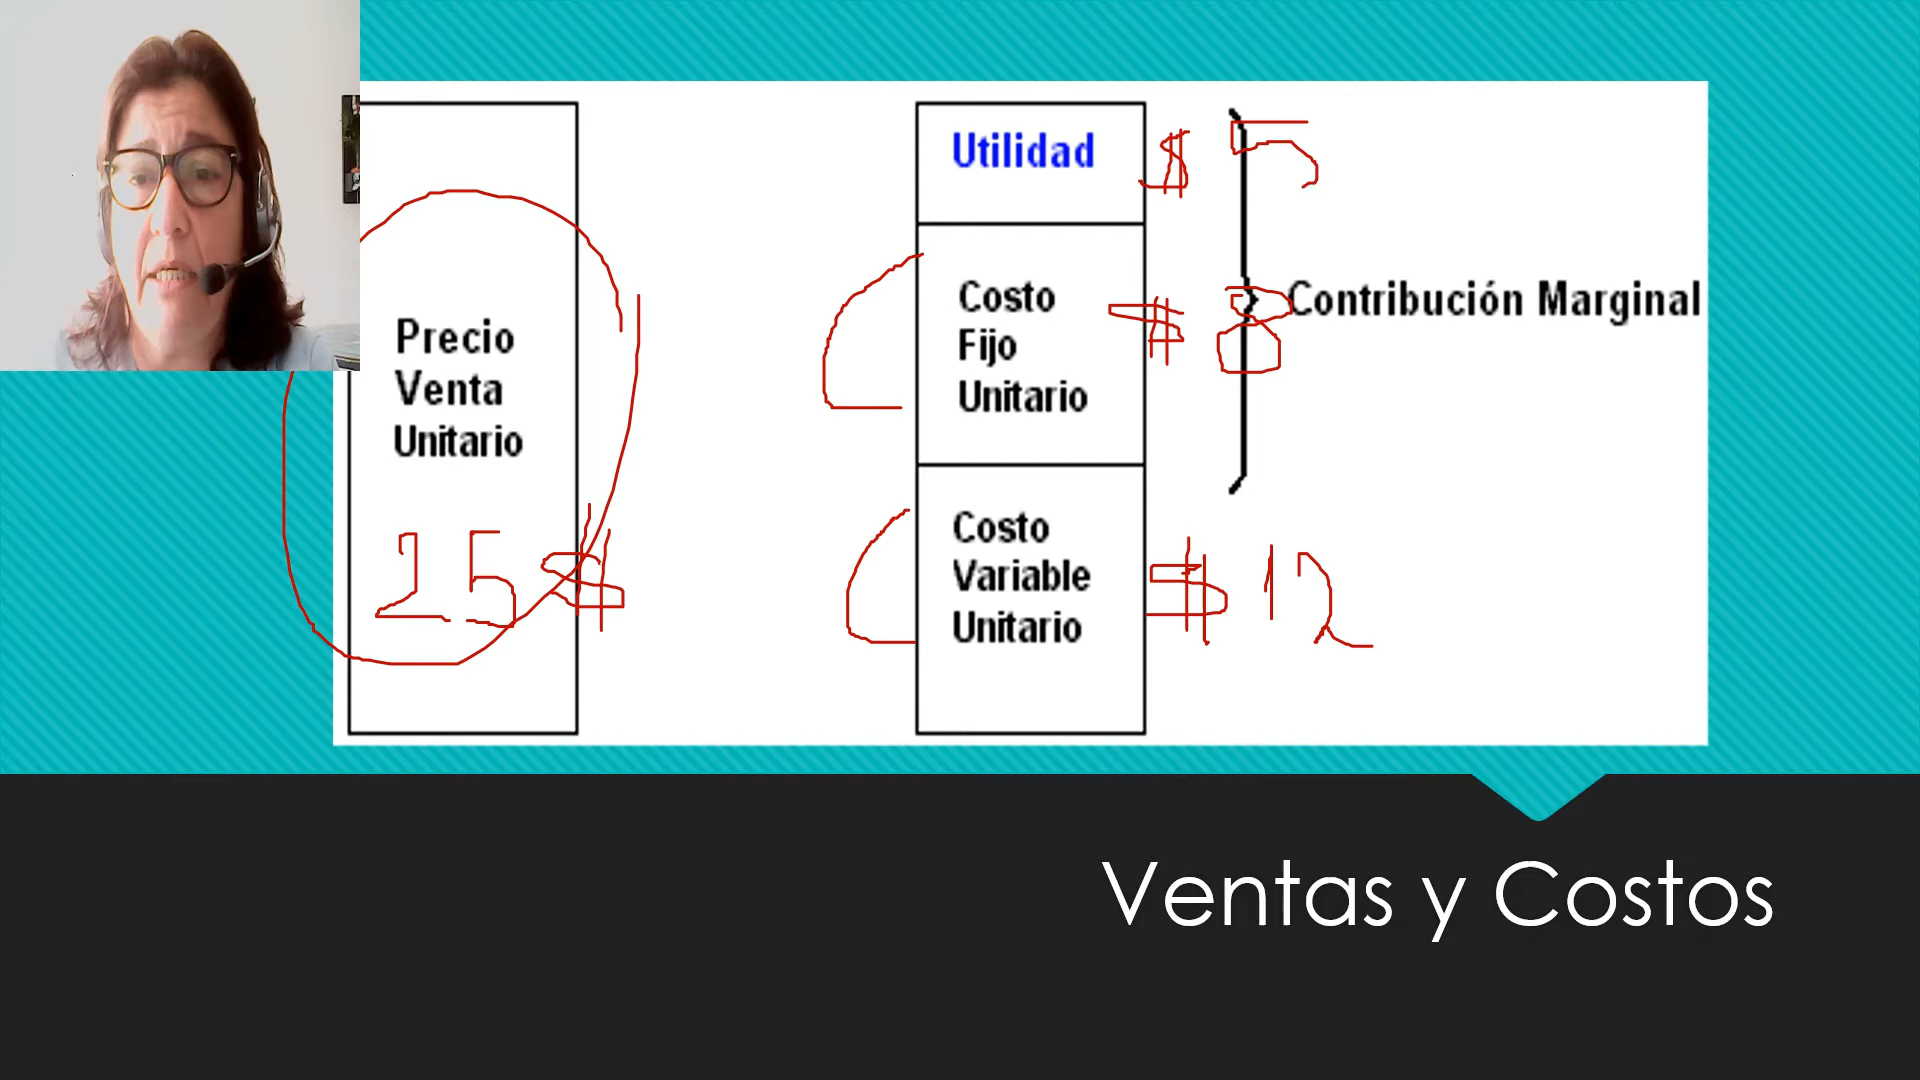 Precio
Venta
Unitario
25 $
Utilidad $ 5
Costo
Fijo
Unitario
$ 8
Contribución Marginal
Costo
Variable
Unitario
$ 12
Ventas y Costos